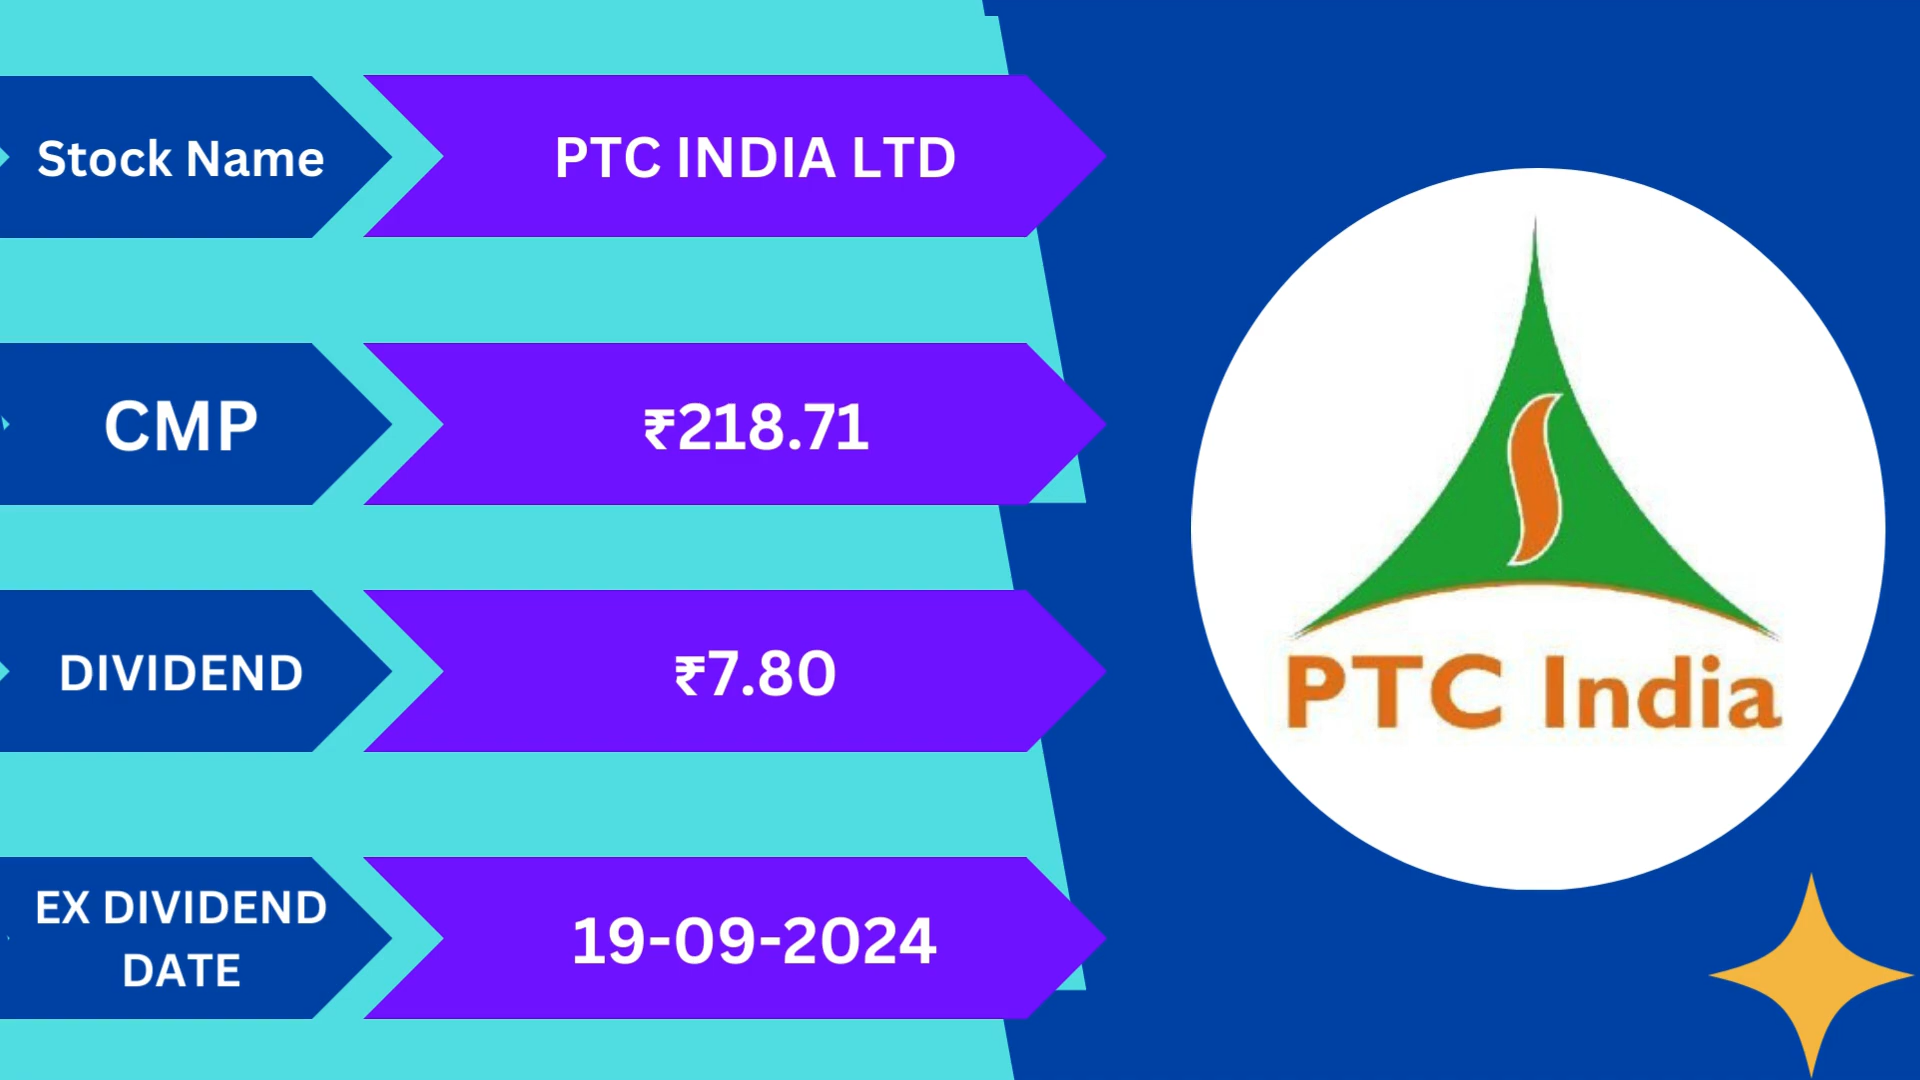 Stock Name
PTC INDIA LTD
CMP
₹218.71
DIVIDEND
₹7.80
EX DIVIDEND
DATE
19-09-2024
PTC India